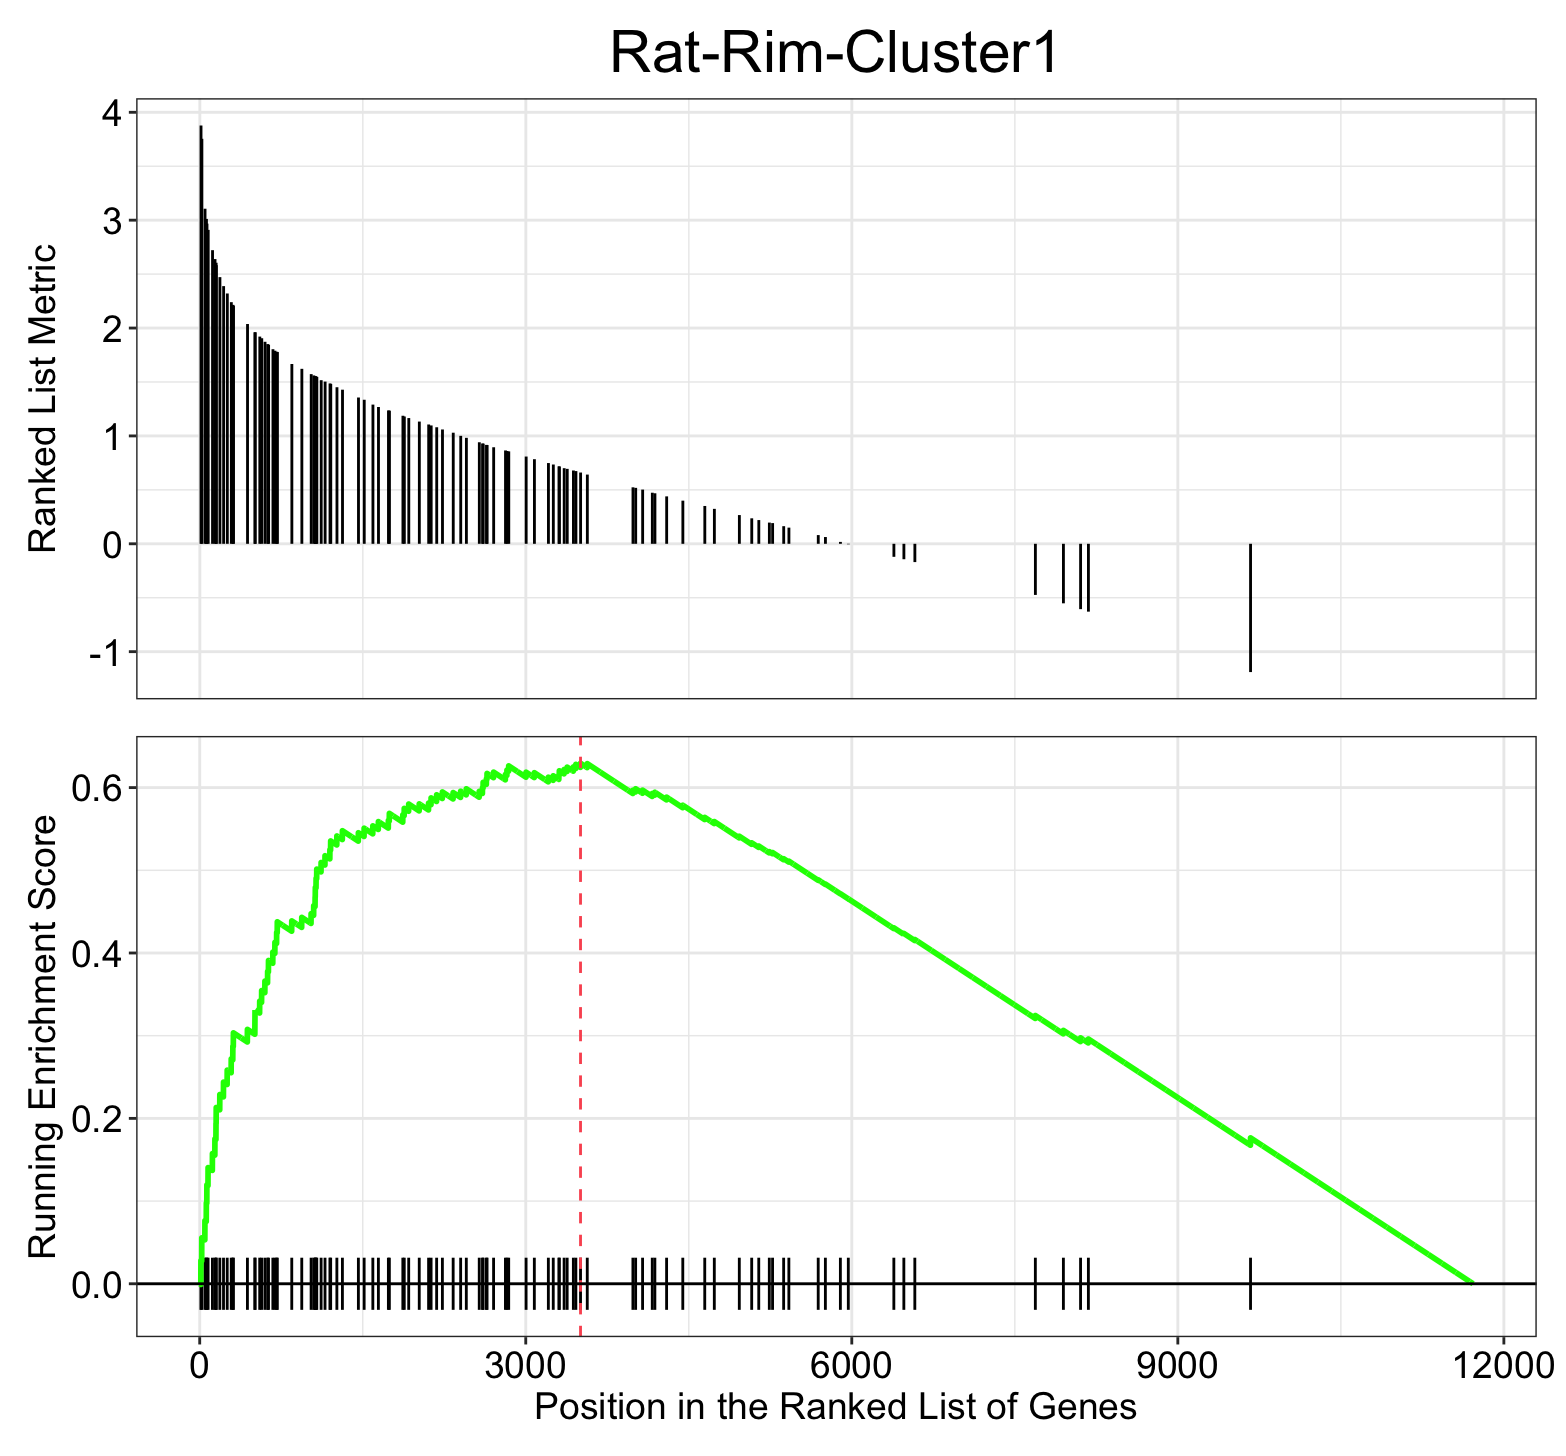 Rat-Rim-Cluster1
Ranked List Metric
4
3
2
1
0
-1
Running Enrichment Score
0.6
0.4
0.2
0.0
0 3000 6000 9000 12000
Position in the Ranked List of Genes